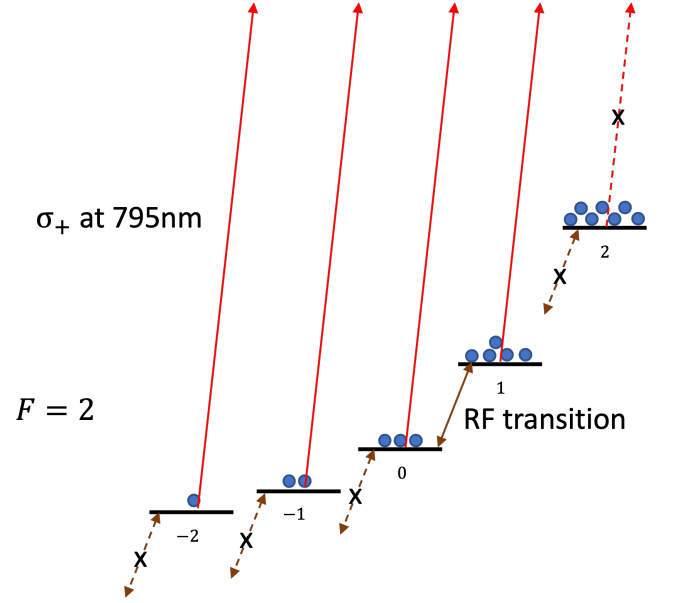 X
σ₊ at 795nm
2
X
1
F = 2
RF transition
0
X
−1
−2
X
X